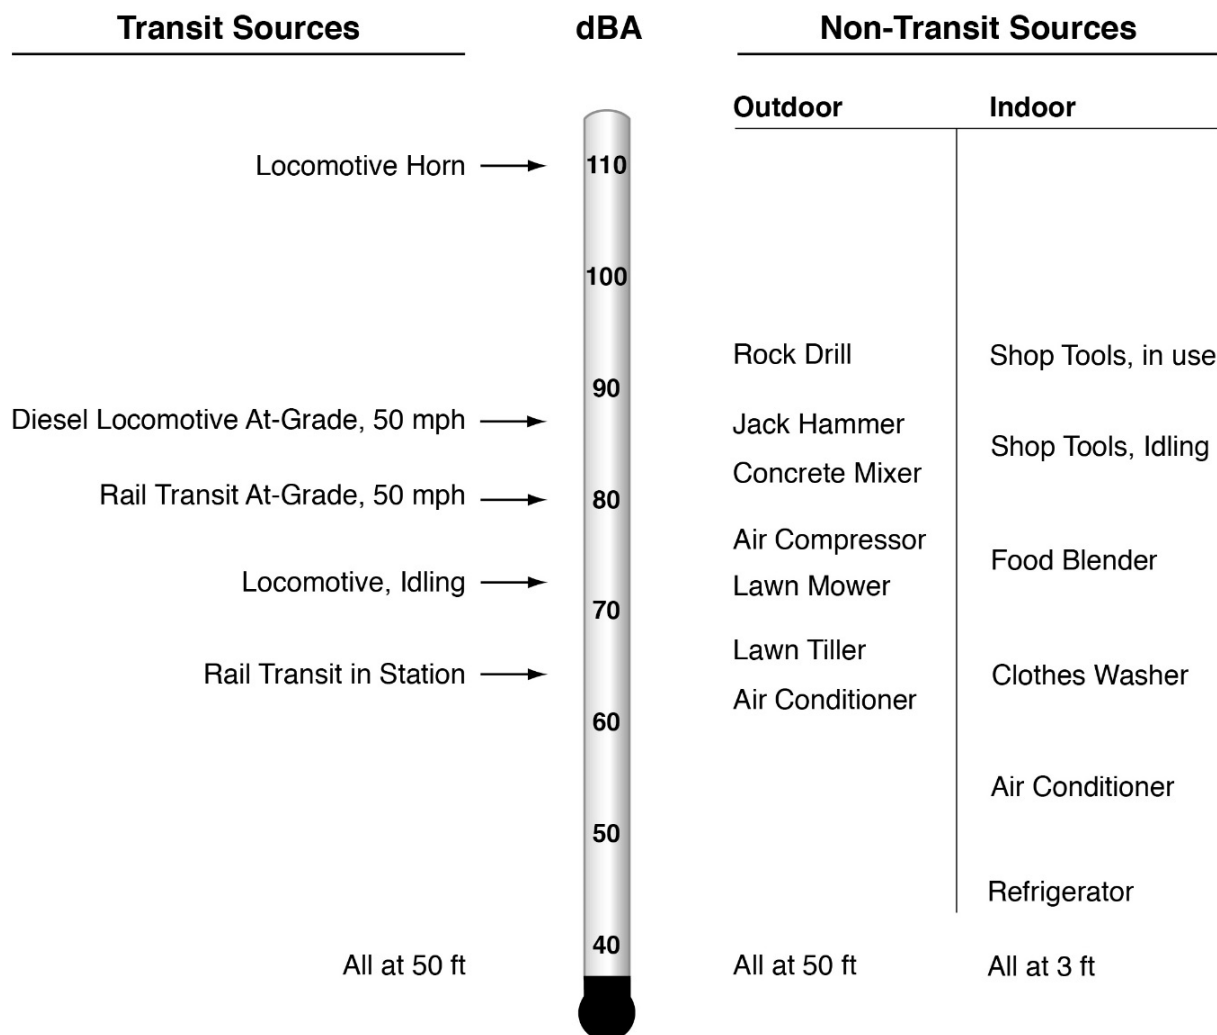 Transit Sources
dBA
Non-Transit Sources
Outdoor
Indoor
Locomotive Horn
110
100
Rock Drill
Shop Tools, in use
90
Diesel Locomotive At-Grade, 50 mph
Jack Hammer
Shop Tools, Idling
Concrete Mixer
Rail Transit At-Grade, 50 mph
80
Air Compressor
Food Blender
Locomotive, Idling
Lawn Mower
70
Lawn Tiller
Rail Transit in Station
Clothes Washer
Air Conditioner
60
Air Conditioner
50
Refrigerator
40
All at 50 ft
All at 50 ft
All at 3 ft